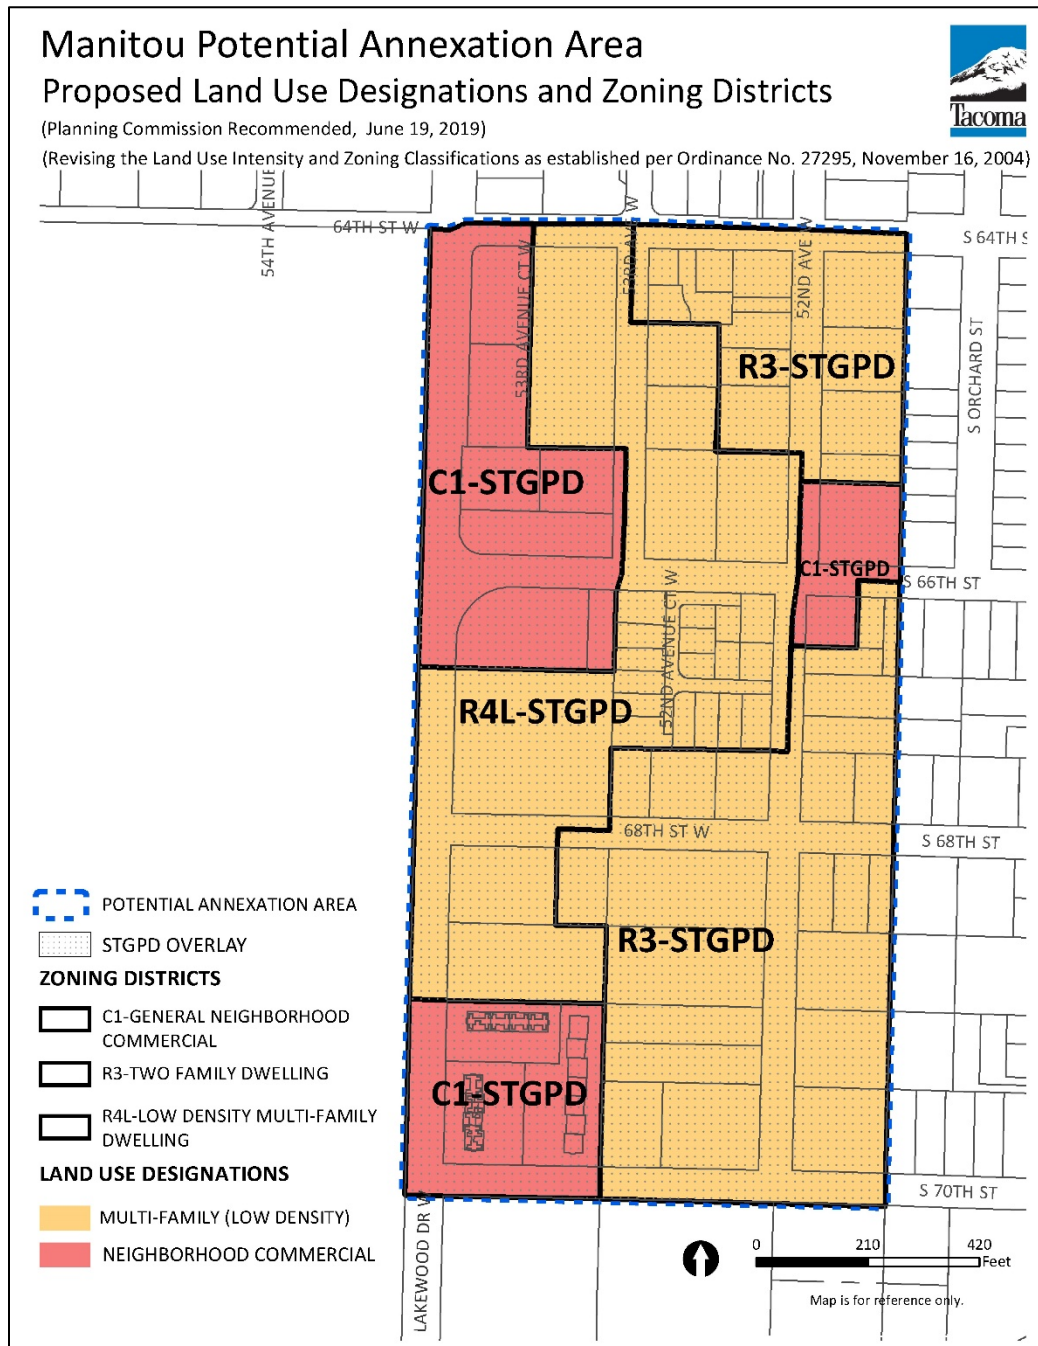 Manitou Potential Annexation Area
Proposed Land Use Designations and Zoning Districts
(Planning Commission Recommended, June 19, 2019)
(Revising the Land Use Intensity and Zoning Classifications as established per Ordinance No. 27295, November 16, 2004)
Tacoma
54TH AVENUE
64TH ST W
53RD AVENUE CT W
53RD AVE W
52ND AVE W
S 64TH S
S ORCHARD ST
R3-STGPD
C1-STGPD
C1-STGPD
S 66TH ST
52ND AVENUE CT W
R4L-STGPD
68TH ST W
S 68TH ST
R3-STGPD
C1-STGPD
S 70TH ST
LAKEWOOD DR W
POTENTIAL ANNEXATION AREA
STGPD OVERLAY
ZONING DISTRICTS
C1-GENERAL NEIGHBORHOOD
COMMERCIAL
R3-TWO FAMILY DWELLING
R4L-LOW DENSITY MULTI-FAMILY
DWELLING
LAND USE DESIGNATIONS
MULTI-FAMILY (LOW DENSITY)
NEIGHBORHOOD COMMERCIAL
0 210 420
Feet
Map is for reference only.